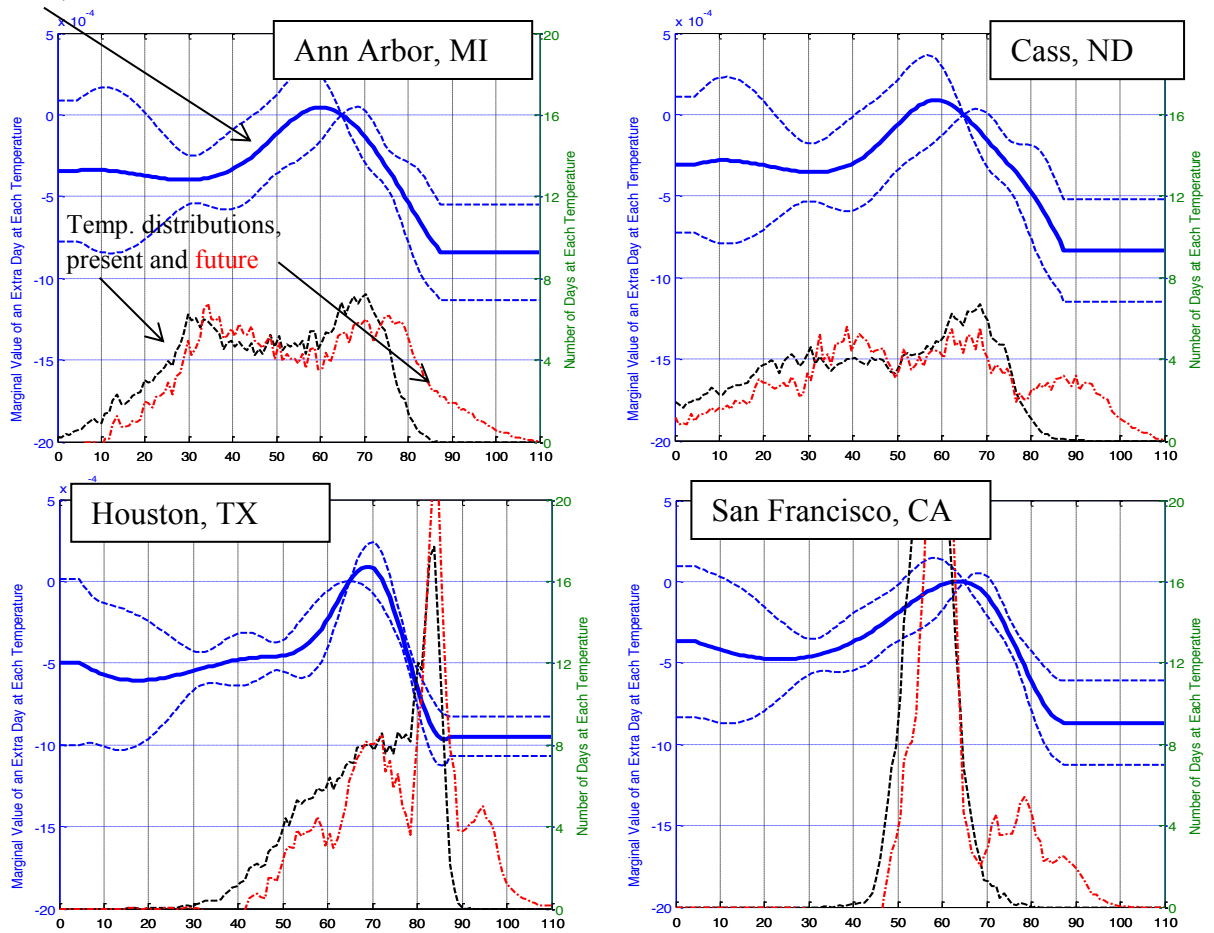 x 10
-4
5
0
-5
-10
-15
-20
Marginal Value of an Extra Day at Each Temperature
Ann Arbor, MI
Temp. distributions,
present and future
20
16
12
8
4
0
Number of Days at Each Temperature
0 10 20 30 40 50 60 70 80 90 100 110
x 10
-4
5
0
-5
-10
-15
-20
Marginal Value of an Extra Day at Each Temperature
Cass, ND
20
16
12
8
4
0
Number of Days at Each Temperature
0 10 20 30 40 50 60 70 80 90 100 110
x
-4
5
0
-5
-10
-15
-20
Marginal Value of an Extra Day at Each Temperature
Houston, TX
20
16
12
8
4
0
Number of Days at Each Temperature
0 10 20 30 40 50 60 70 80 90 100 110
5
0
-5
-10
-15
-20
Marginal Value of an Extra Day at Each Temperature
San Francisco, CA
20
16
12
8
4
0
Number of Days at Each Temperature
0 10 20 30 40 50 60 70 80 90 100 110